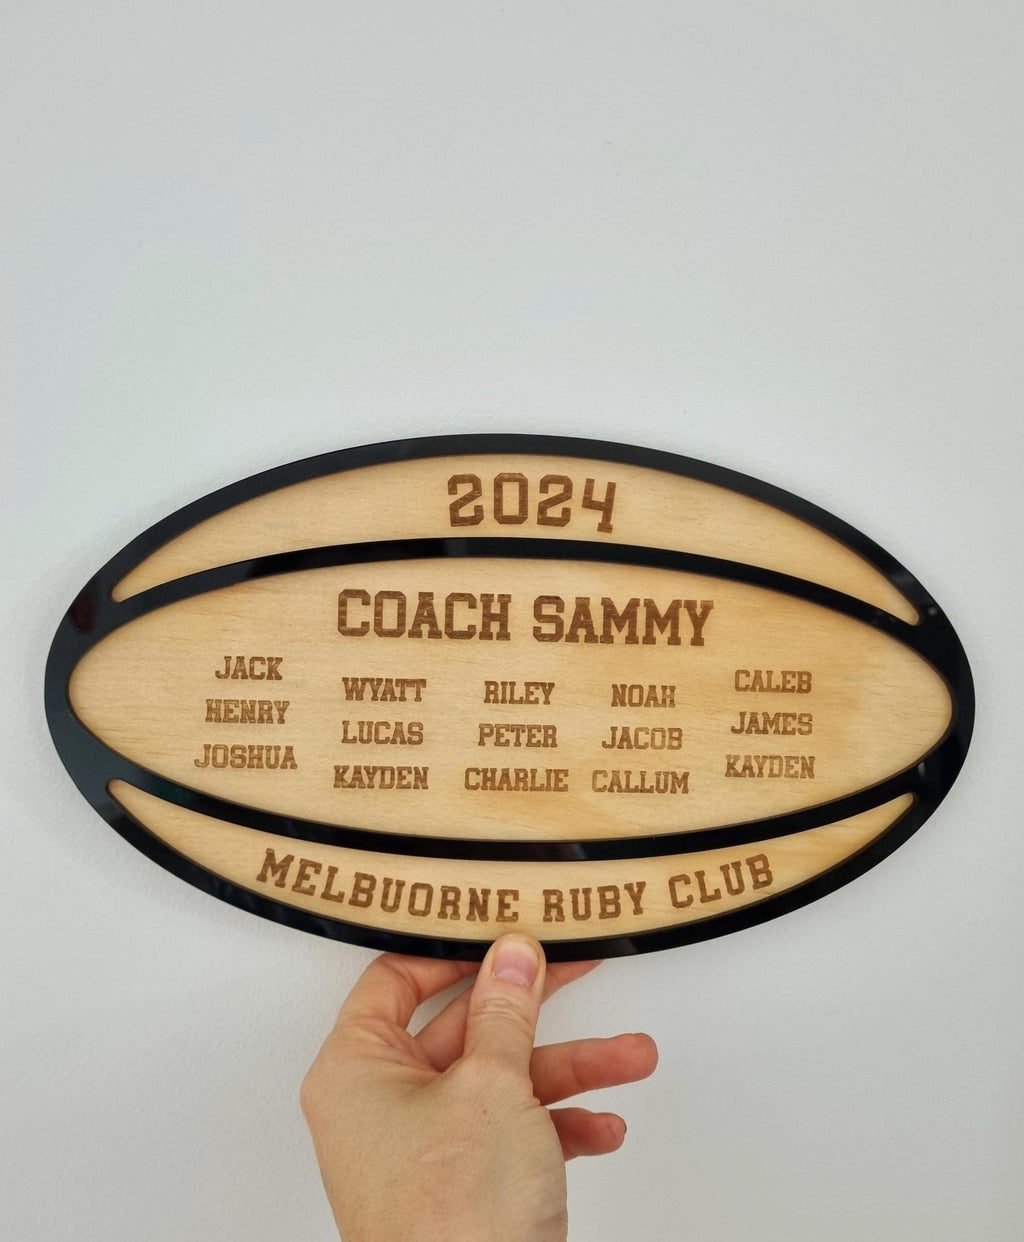 2024
COACH SAMMY
JACK WYATT RILEY NOAH CALEB
HENRY LUCAS PETER JACOB JAMES
JOSHUA KAYDEN CHARLIE CALLUM KAYDEN
MELBUORNE RUBY CLUB